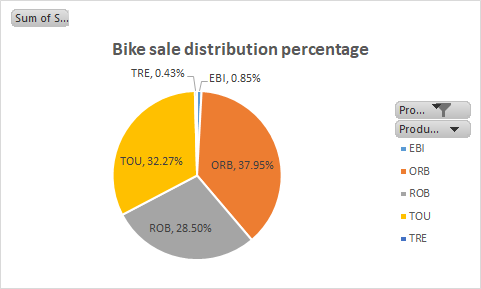 Sum of S...
Bike sale distribution percentage
TRE, 0.43%
EBI, 0.85%
TOU, 32.27%
ORB, 37.95%
ROB, 28.50%
Pro...
Produ...
EBI
ORB
ROB
TOU
TRE